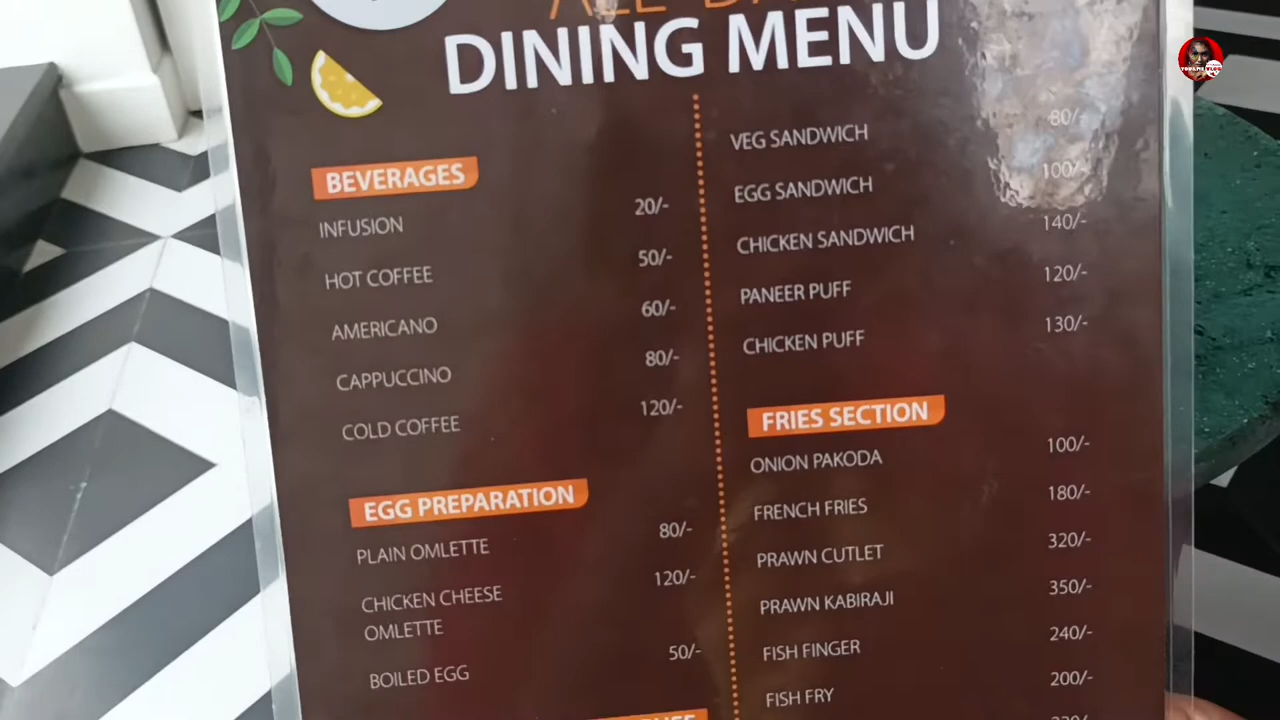 ALL DAY
DINING MENU
BEVERAGES
INFUSION 20/-
HOT COFFEE 50/-
AMERICANO 60/-
CAPPUCCINO 80/-
COLD COFFEE 120/-
EGG PREPARATION
PLAIN OMLETTE 80/-
CHICKEN CHEESE 120/-
OMLETTE
BOILED EGG 50/-
VEG SANDWICH 80/-
EGG SANDWICH 100/-
CHICKEN SANDWICH 140/-
PANEER PUFF 120/-
CHICKEN PUFF 130/-
FRIES SECTION
ONION PAKODA 100/-
FRENCH FRIES 180/-
PRAWN CUTLET 320/-
PRAWN KABIRAJI 350/-
FISH FINGER 240/-
FISH FRY 200/-